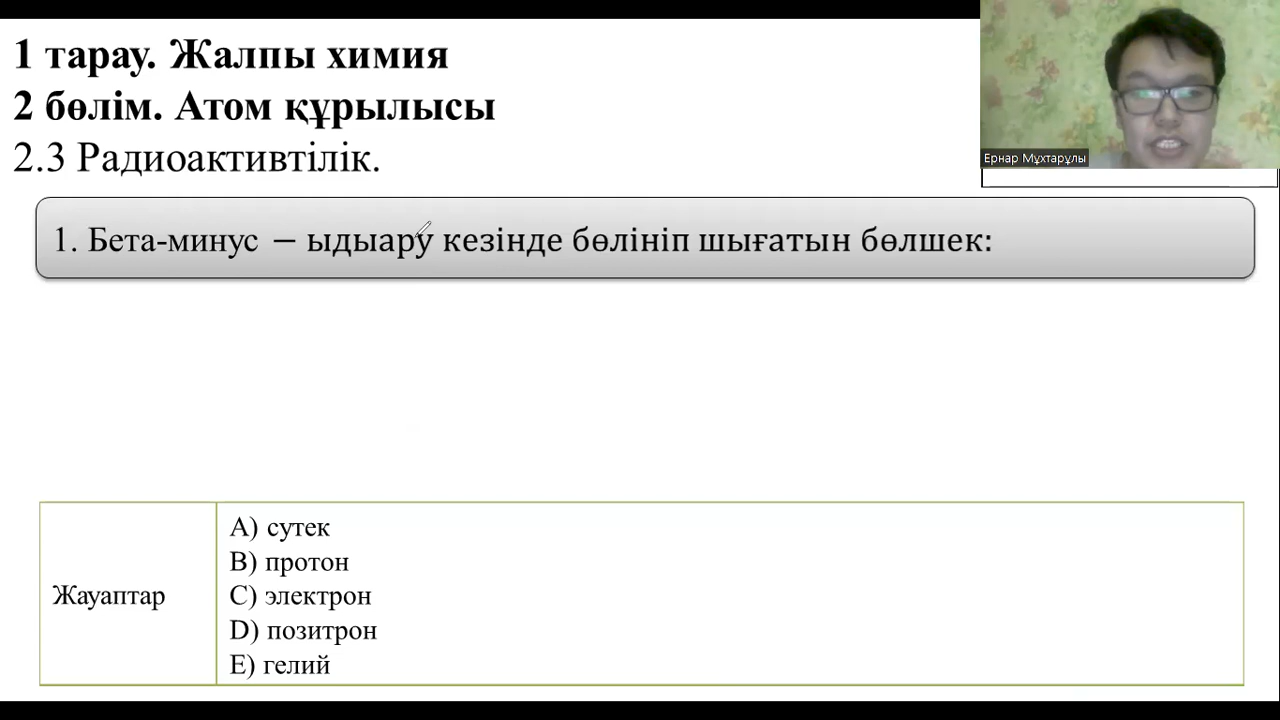 1 тарау. Жалпы химия
2 бөлім. Атом құрылысы
2.3 Радиоактивтілік.
Ернар Мұхтарұлы
1. Бета-минус − ыдыару кезінде бөлініп шығатын бөлшек:
Жауаптар
A) сутек
B) протон
C) электрон
D) позитрон
E) гелий